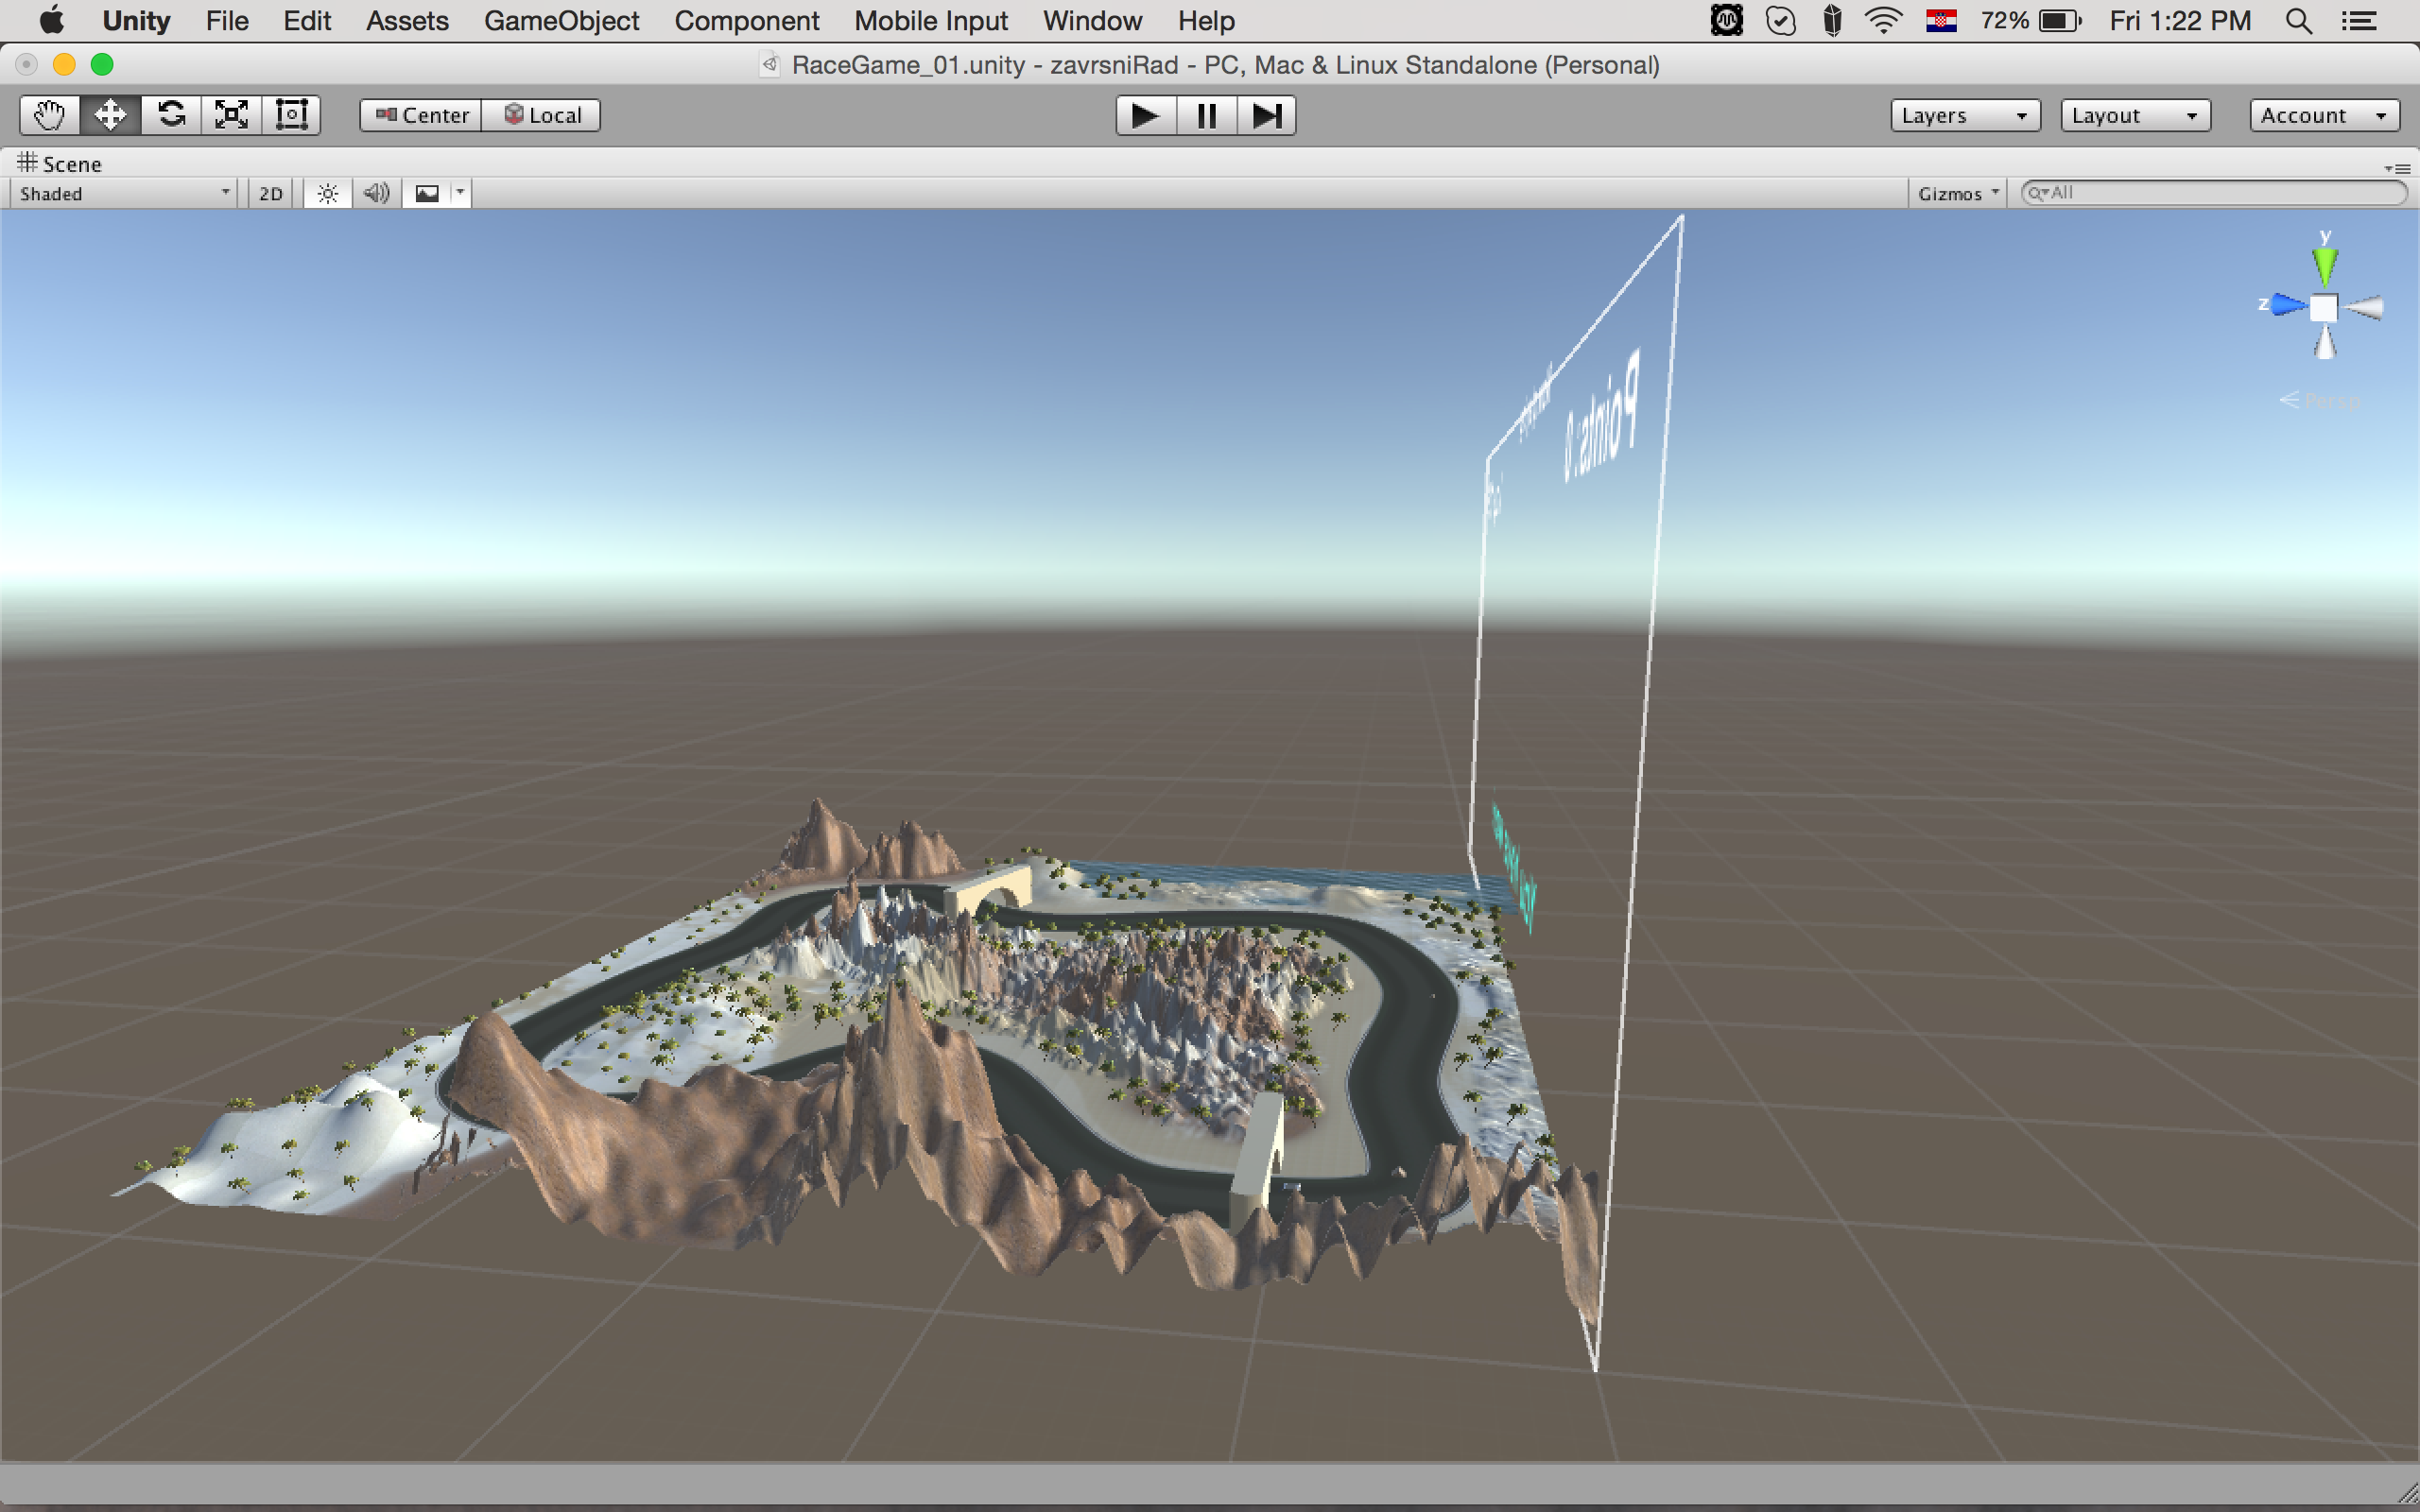 Unity File Edit Assets GameObject Component Mobile Input Window Help 72% Fri 1:22 PM
RaceGame_01.unity - zavrsniRad - PC, Mac & Linux Standalone (Personal)
Center Local Layers Layout Account
Scene
Shaded 2D Gizmos All
y
z
Persp
Points: 0